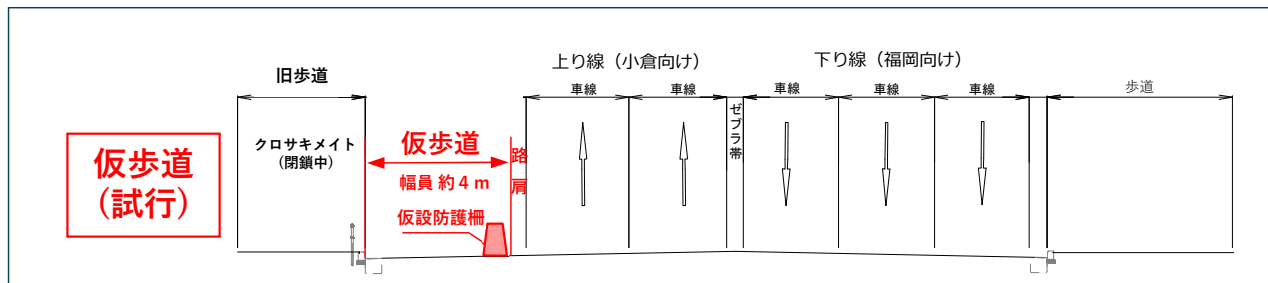 仮歩道
(試行)
旧歩道
クロサキメイト
(閉鎖中)
仮歩道
幅員 約4m
仮設防護柵
路肩
上り線（小倉向け）
車線
車線
ゼブラ帯
下り線（福岡向け）
車線
車線
車線
歩道